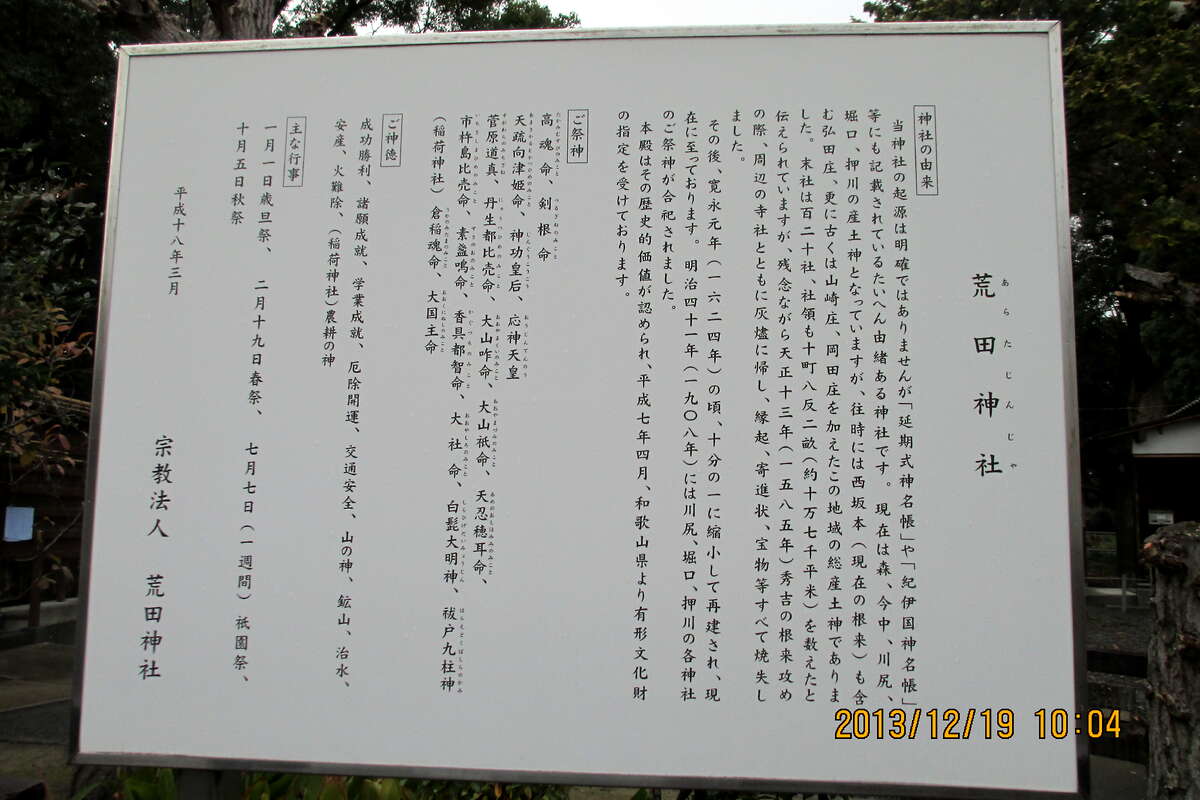 荒田神社
あらたじんじゃ
神社の由来
当神社の起源は明確ではありませんが「延期式神名帳」や「紀伊国神名帳」
等にも記載されているたいへん由緒ある神社です。現在は森、今中、川尻、
堀口、押川の産土神となっていますが、往時には西坂本(現在の根来)も含
む弘田庄、更に古くは山崎庄、岡田庄を加えたこの地域の総産土神でありま
した。末社は百二十社、社領も十町八反二畝(約十万七千平米)を数えたと
伝えられていますが、残念ながら天正十三年(一五八五年)秀吉の根来攻め
の際、周辺の寺社とともに灰燼に帰し、縁起、寄進状、宝物等すべて焼失し
ました。
その後、寛永元年(一六二四年)の頃、十分の一に縮小して再建され、現
在に至っております。明治四十一年(一九〇八年)には川尻、堀口、押川の各神社
のご祭神が合祀されました。
本殿はその歴史的価値が認められ、平成七年四月、和歌山県より有形文化財
の指定を受けております。
ご祭神
高魂命、剣根命
天疏向津姫命、神功皇后、応神天皇
菅原道真、丹生都比売命、大山咋命、大山祇命、天忍穂耳命、
市杵島比売命、素盞嗚命、香具都智命、大社命、白髭大明神、祓戸九柱神
(稲荷神社)倉稲魂命、大国主命
ご神徳
成功勝利、諸願成就、学業成就、厄除開運、交通安全、山の神、鉱山、治水、
安産、火難除、(稲荷神社)農耕の神
主な行事
一月一日歳旦祭、二月十九日春祭、七月七日(一週間)祇園祭、
十月五日秋祭
平成十八年三月
宗教法人 荒田神社
2013/12/19 10:04